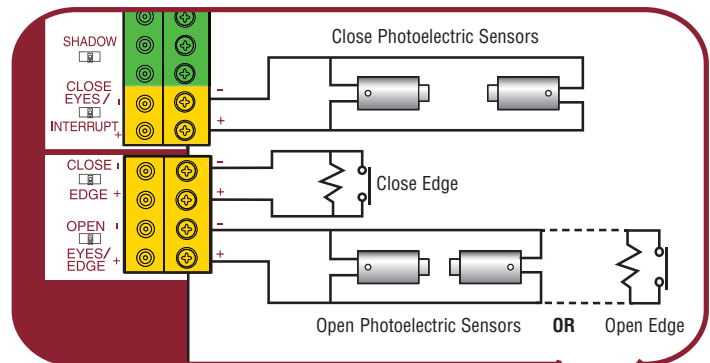 SHADOW
Close Photoelectric Sensors
CLOSE
EYES/ -
INTERRUPT +
-
+
CLOSE -
EDGE +
-
+
Close Edge
OPEN -
EYES/
EDGE +
-
+
Open Photoelectric Sensors OR Open Edge